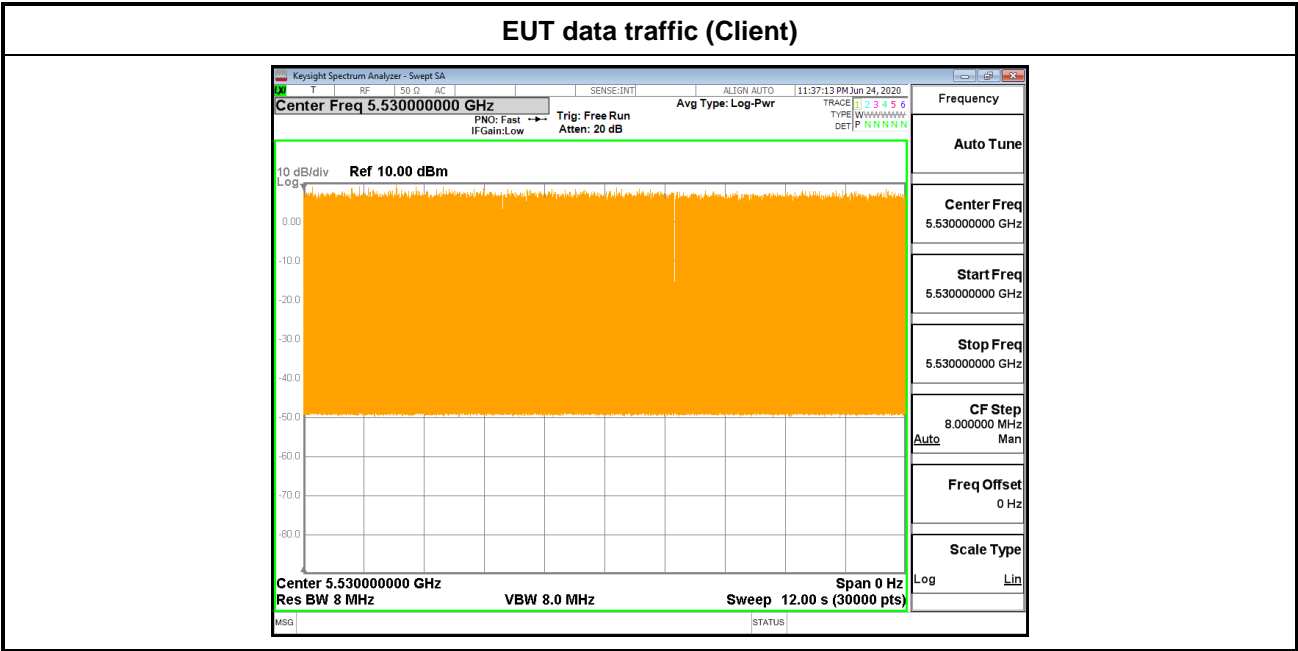 EUT data traffic (Client)
Keysight Spectrum Analyzer - Swept SA
LXI T RF 50 Ω AC SENSE:INT ALIGN AUTO 11:37:13 PM Jun 24, 2020
Center Freq 5.530000000 GHz
PNO: Fast
IFGain:Low
Trig: Free Run
Atten: 20 dB
Avg Type: Log-Pwr
TRACE 1 2 3 4 5 6
TYPE WWWWWW
DET P N N N N N
10 dB/div
Log
Ref 10.00 dBm
0.00
-10.0
-20.0
-30.0
-40.0
-50.0
-60.0
-70.0
-80.0
Center 5.530000000 GHz Span 0 Hz
Res BW 8 MHz VBW 8.0 MHz Sweep 12.00 s (30000 pts)
MSG STATUS
Frequency
Auto Tune
Center Freq
5.530000000 GHz
Start Freq
5.530000000 GHz
Stop Freq
5.530000000 GHz
CF Step
8.000000 MHz
Auto Man
Freq Offset
0 Hz
Scale Type
Log Lin